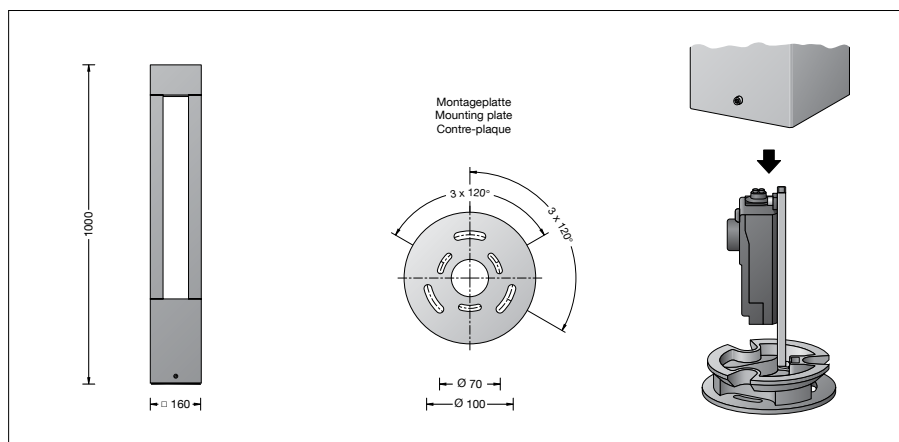 1000
□ 160
Montageplatte
Mounting plate
Contre-plaque
3 x 120°
3 x 120°
Ø 70
Ø 100